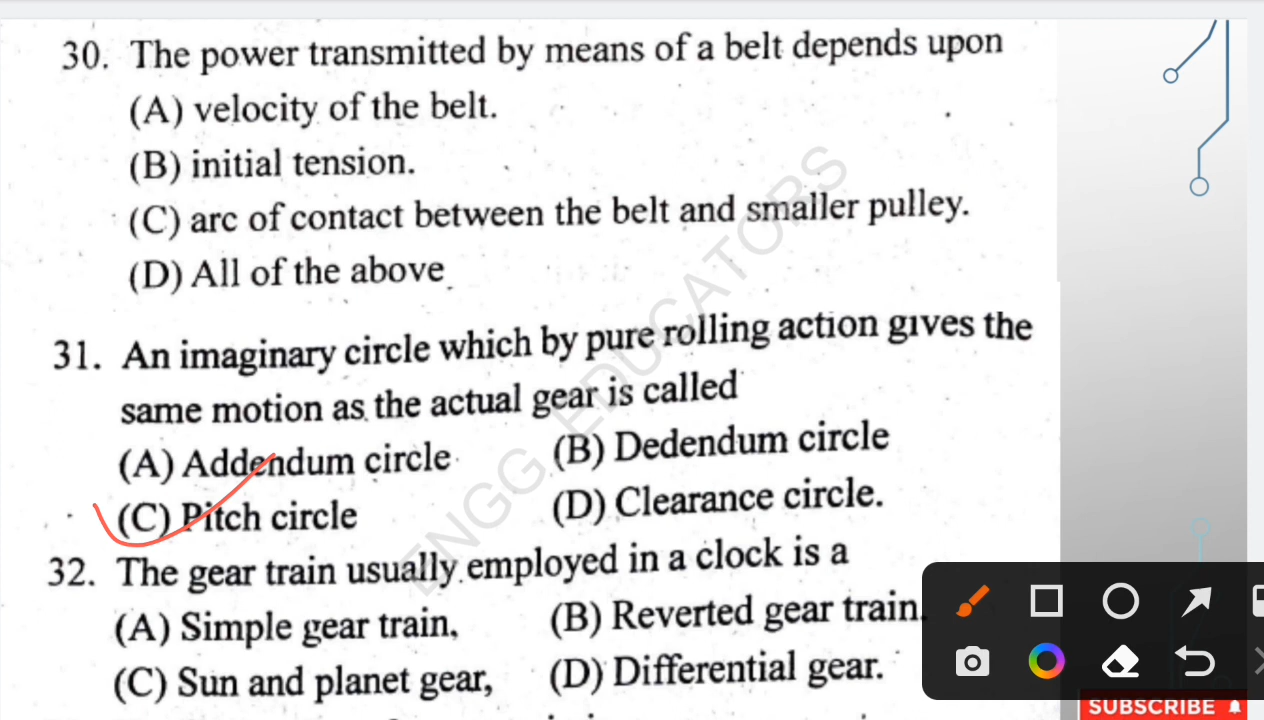 30. The power transmitted by means of a belt depends upon
(A) velocity of the belt.
(B) initial tension.
(C) arc of contact between the belt and smaller pulley.
(D) All of the above
31. An imaginary circle which by pure rolling action gives the
same motion as the actual gear is called
(A) Addendum circle (B) Dedendum circle
(C) Pitch circle (D) Clearance circle.
32. The gear train usually employed in a clock is a
(A) Simple gear train, (B) Reverted gear train.
(C) Sun and planet gear, (D) Differential gear.
ENGG. EDUCATORS
SUBSCRIBE